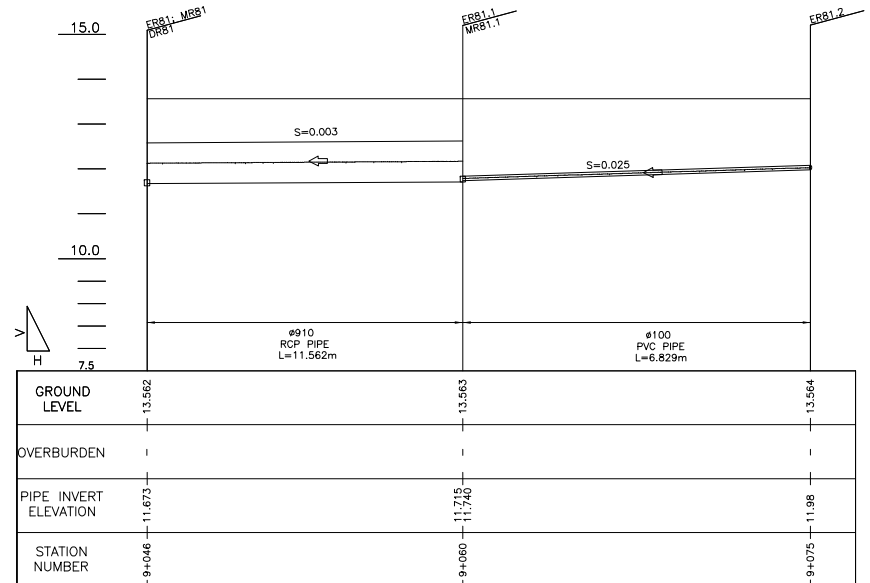 ER81; MR81
DR81
ER81.1
MR81.1
ER81.2
15.0
S=0.003
S=0.025
10.0
V
H
7.5
ø910
RCP PIPE
L=11.562m
ø100
PVC PIPE
L=6.829m
GROUND
LEVEL
13.562
13.563
13.564
OVERBURDEN
-
-
-
PIPE INVERT
ELEVATION
11.673
11.715
11.740
11.98
STATION
NUMBER
9+046
9+060
9+075